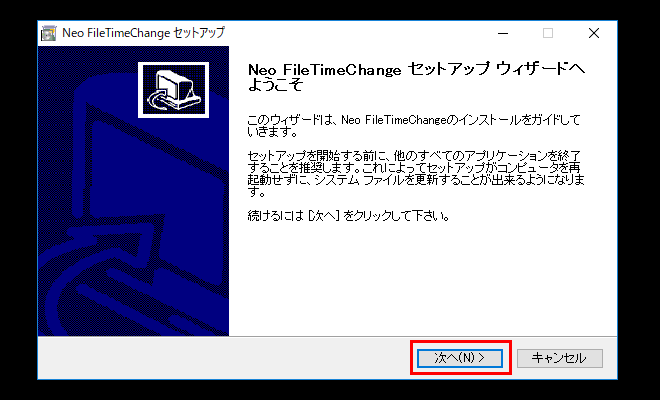 Neo FileTimeChange セットアップ
Neo FileTimeChange セットアップ ウィザードへ
ようこそ
このウィザードは、Neo FileTimeChangeのインストールをガイドして
いきます。
セットアップを開始する前に、他のすべてのアプリケーションを終了
することを推奨します。これによってセットアップがコンピュータを再
起動せずに、システム ファイルを更新することが出来るようになりま
す。
続けるには [次へ] をクリックして下さい。
次へ(N) >
キャンセル